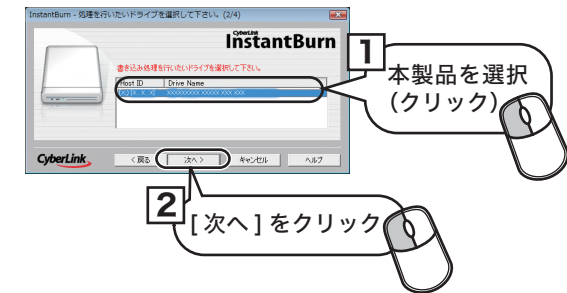 InstantBurn - 処理を行いたいドライブを選択して下さい。(2/4)
CyberLink
InstantBurn
書き込み処理を行いたいドライブを選択して下さい。
Host ID Drive Name
(X:) (X, X, X) XXXXXXXXX XXXXX XXX XXX
CyberLink
< 戻る 次へ > キャンセル ヘルプ
1
本製品を選択
(クリック)
2
[ 次へ ] をクリック